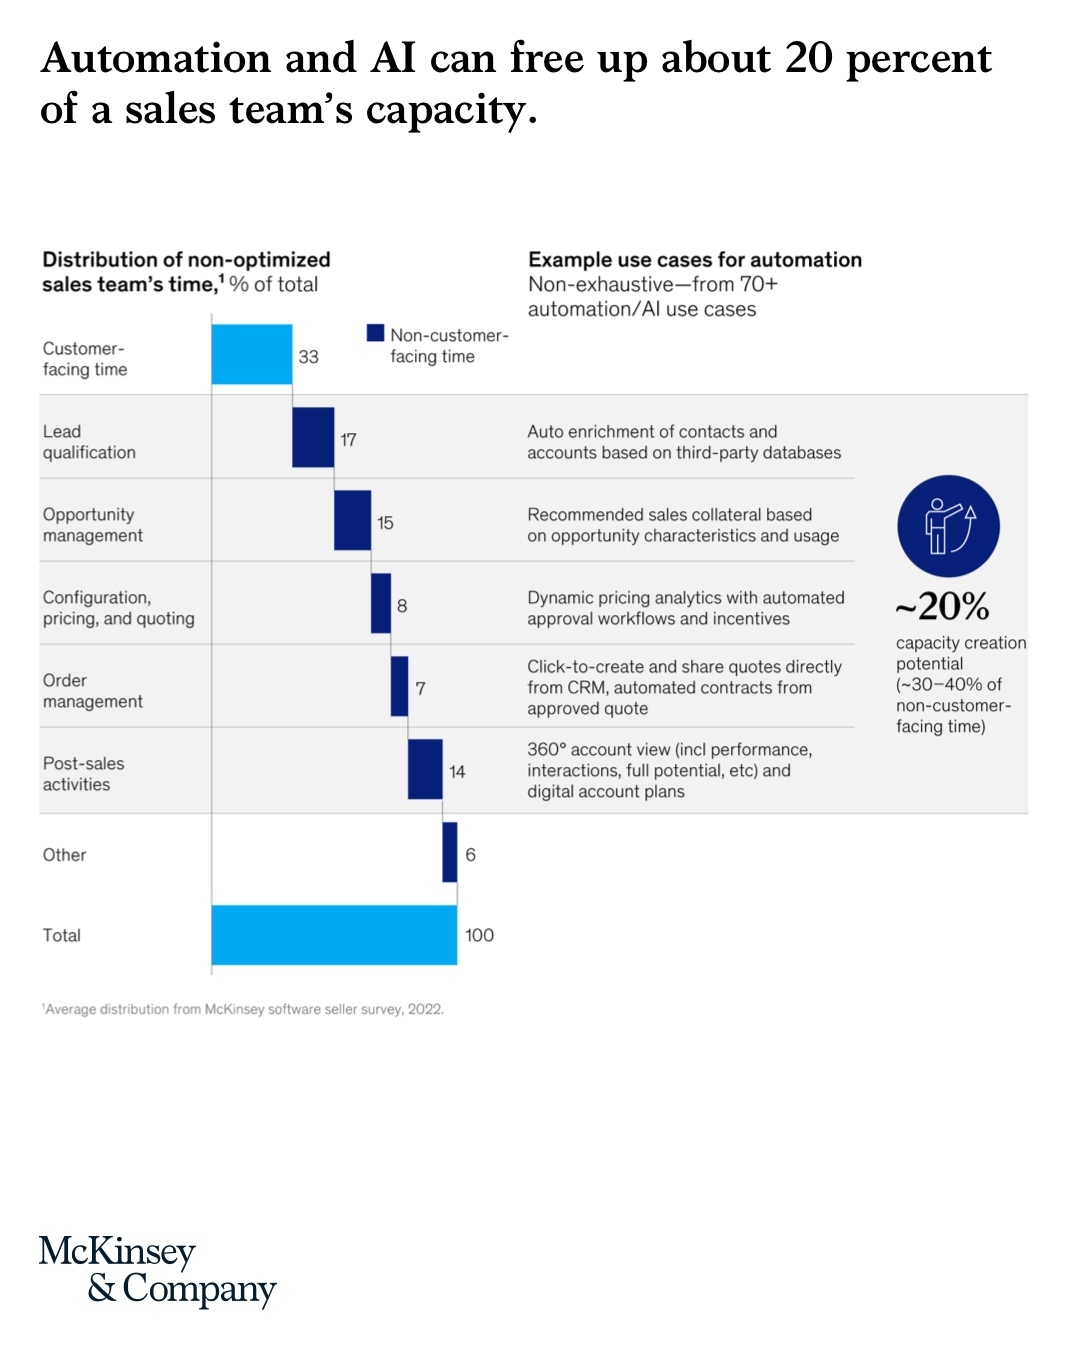 Automation and AI can free up about 20 percent
of a sales team’s capacity.
Distribution of non-optimized
sales team’s time,¹ % of total
Example use cases for automation
Non-exhaustive—from 70+
automation/AI use cases
Non-customer-
facing time
Customer-
facing time
33
Lead
qualification
17
Auto enrichment of contacts and
accounts based on third-party databases
Opportunity
management
15
Recommended sales collateral based
on opportunity characteristics and usage
Configuration,
pricing, and quoting
8
Dynamic pricing analytics with automated
approval workflows and incentives
Order
management
7
Click-to-create and share quotes directly
from CRM, automated contracts from
approved quote
Post-sales
activities
14
360° account view (incl performance,
interactions, full potential, etc) and
digital account plans
~20%
capacity creation
potential
(~30–40% of
non-customer-
facing time)
Other
6
Total
100
¹Average distribution from McKinsey software seller survey, 2022.
McKinsey
& Company